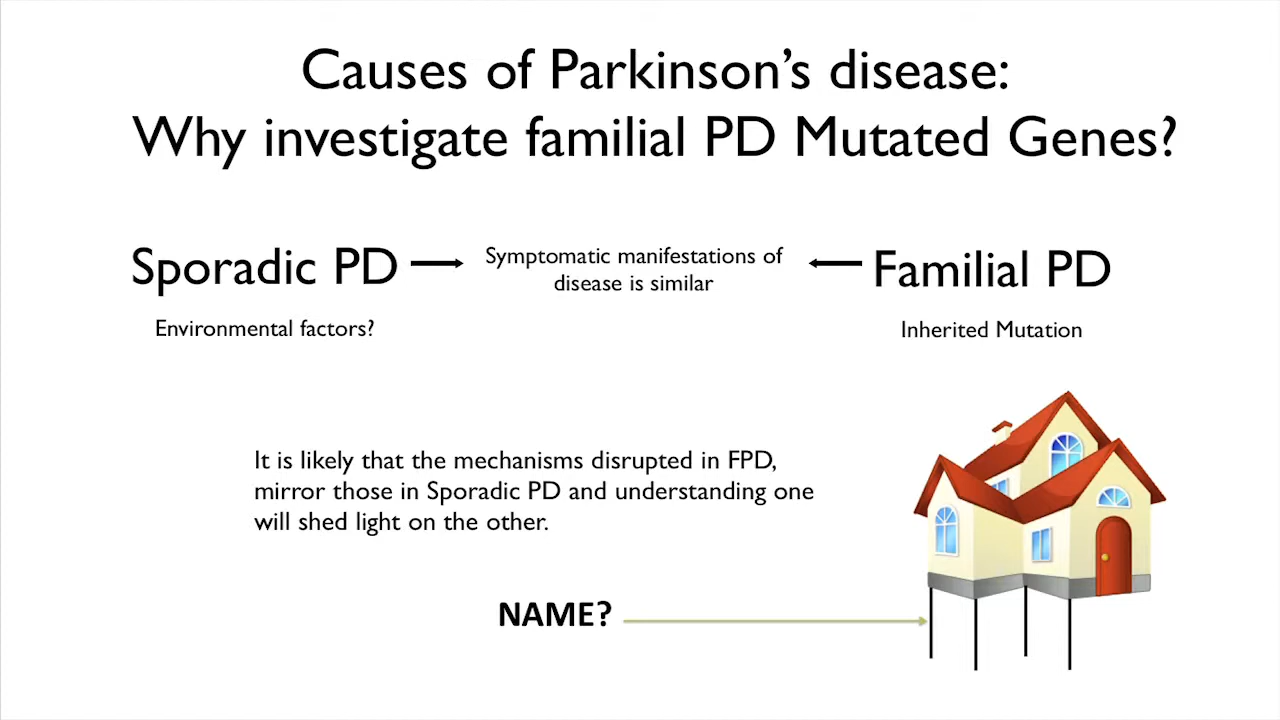 Causes of Parkinson's disease:
Why investigate familial PD Mutated Genes?
Sporadic PD
Symptomatic manifestations of
disease is similar
Familial PD
Environmental factors?
Inherited Mutation
It is likely that the mechanisms disrupted in FPD,
mirror those in Sporadic PD and understanding one
will shed light on the other.
NAME?